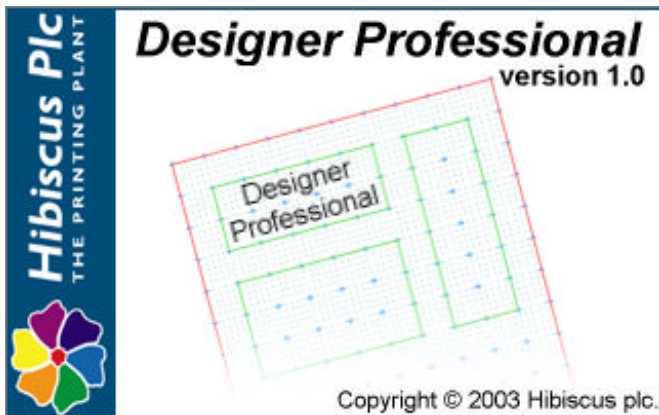 Hibiscus Plc
THE PRINTING PLANT
Designer Professional
version 1.0
Designer
Professional
Copyright © 2003 Hibiscus plc.